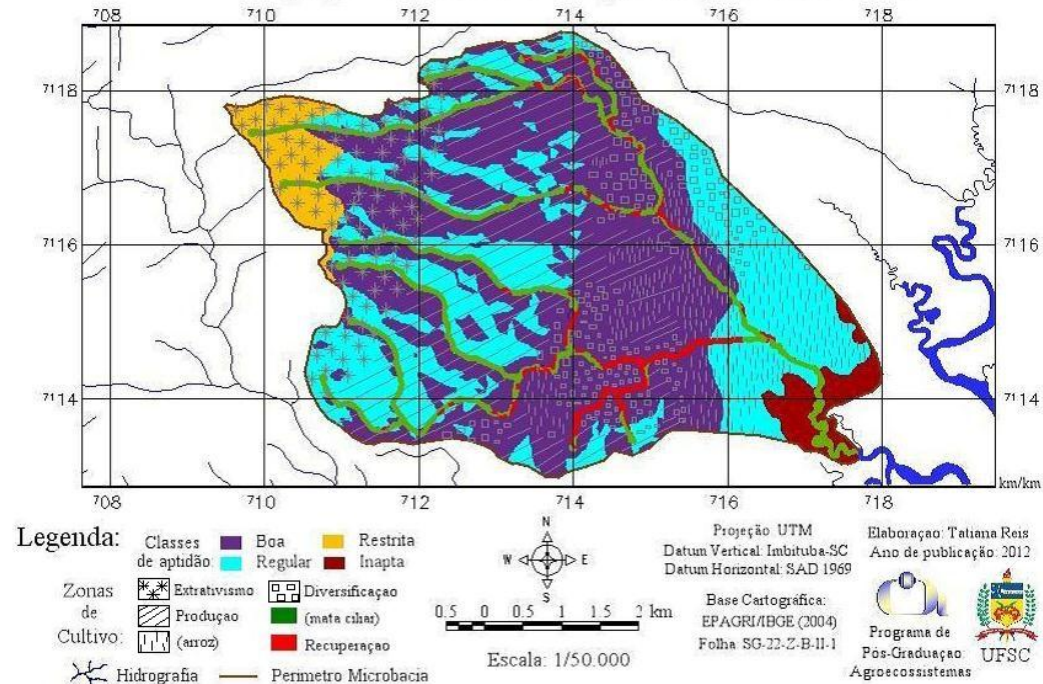 708 710 712 714 716 718
7118 7118
7116 7116
7114 7114
km/km
708 710 712 714 716 718
Legenda:
Classes de aptidão:
Boa
Restrita
Regular
Inapta
Zonas de Cultivo:
Extrativismo
Diversificaçao
Produçao
(mata ciliar)
(arroz)
Recuperaçao
Hidrografia
Perimetro Microbacia
N
W E
S
0.5 0 0.5 1 1.5 2 km
Escala: 1/50.000
Projeção UTM
Datum Vertical: Imbituba-SC
Datum Horizontal: SAD 1969
Base Cartográfica:
EPAGRI/IBGE (2004)
Folha SG-22-Z-B-II-1
Elaboraçao: Tatiana Reis
Ano de publicação: 2012
Programa de
Pós-Graduaçao
Agroecossistemas
UFSC